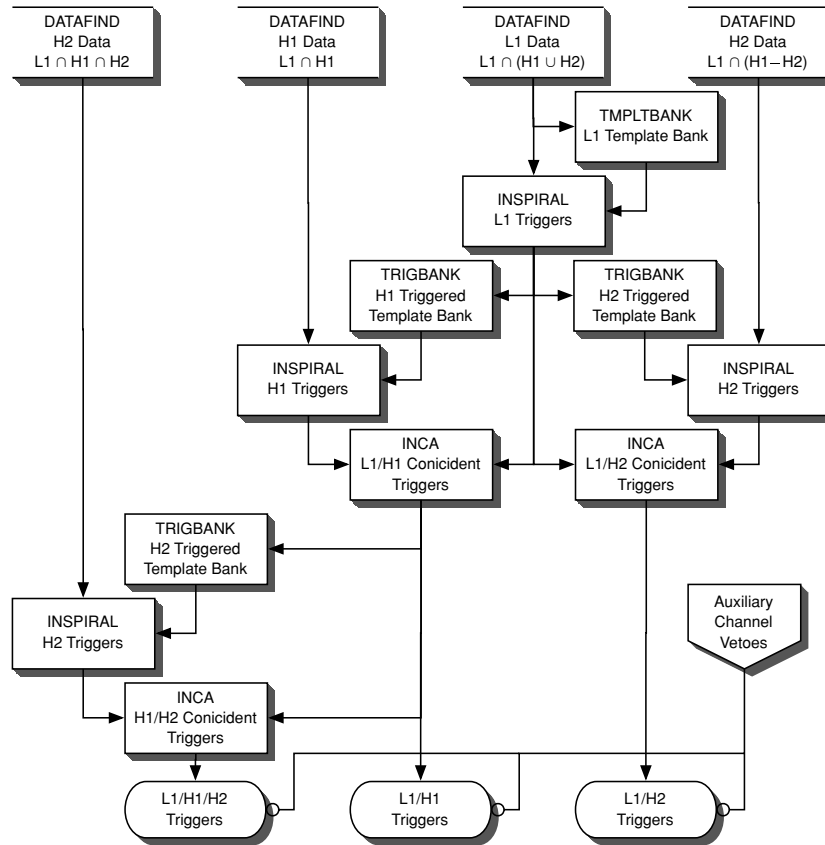 DATAFIND
H2 Data
L1 ∩ H1 ∩ H2
DATAFIND
H1 Data
L1 ∩ H1
DATAFIND
L1 Data
L1 ∩ (H1 ∪ H2)
DATAFIND
H2 Data
L1 ∩ (H1−H2)
TMPLTBANK
L1 Template Bank
INSPIRAL
L1 Triggers
TRIGBANK
H1 Triggered
Template Bank
TRIGBANK
H2 Triggered
Template Bank
INSPIRAL
H1 Triggers
INSPIRAL
H2 Triggers
INCA
L1/H1 Conicident
Triggers
INCA
L1/H2 Conicident
Triggers
TRIGBANK
H2 Triggered
Template Bank
INSPIRAL
H2 Triggers
Auxiliary
Channel
Vetoes
INCA
H1/H2 Conicident
Triggers
L1/H1/H2
Triggers
L1/H1
Triggers
L1/H2
Triggers